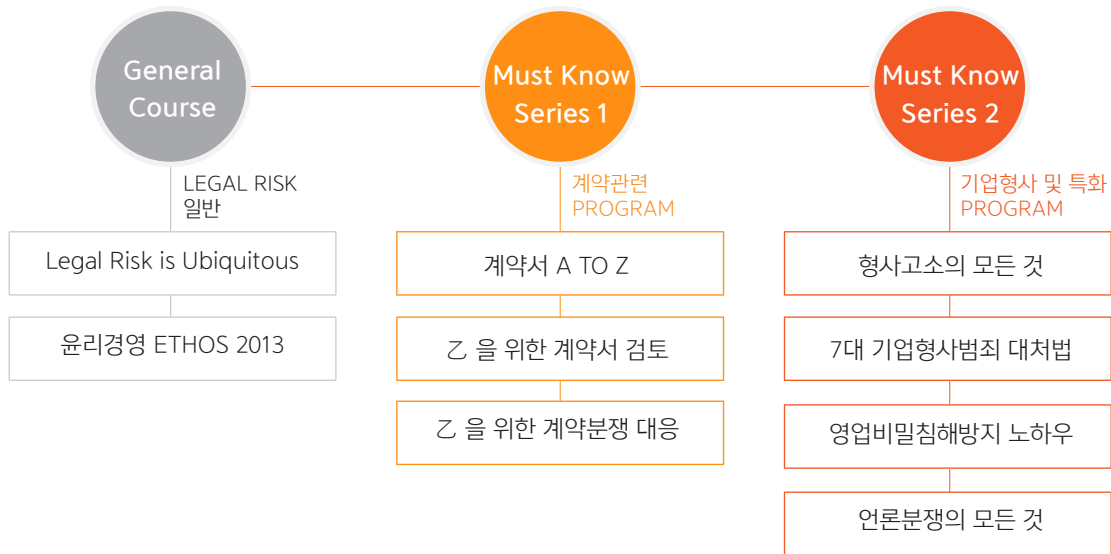 General
Course
Must Know
Series 1
Must Know
Series 2
LEGAL RISK
일반
계약관련
PROGRAM
기업형사 및 특화
PROGRAM
Legal Risk is Ubiquitous
윤리경영 ETHOS 2013
계약서 A TO Z
乙 을 위한 계약서 검토
乙 을 위한 계약분쟁 대응
형사고소의 모든 것
7대 기업형사범죄 대처법
영업비밀침해방지 노하우
언론분쟁의 모든 것